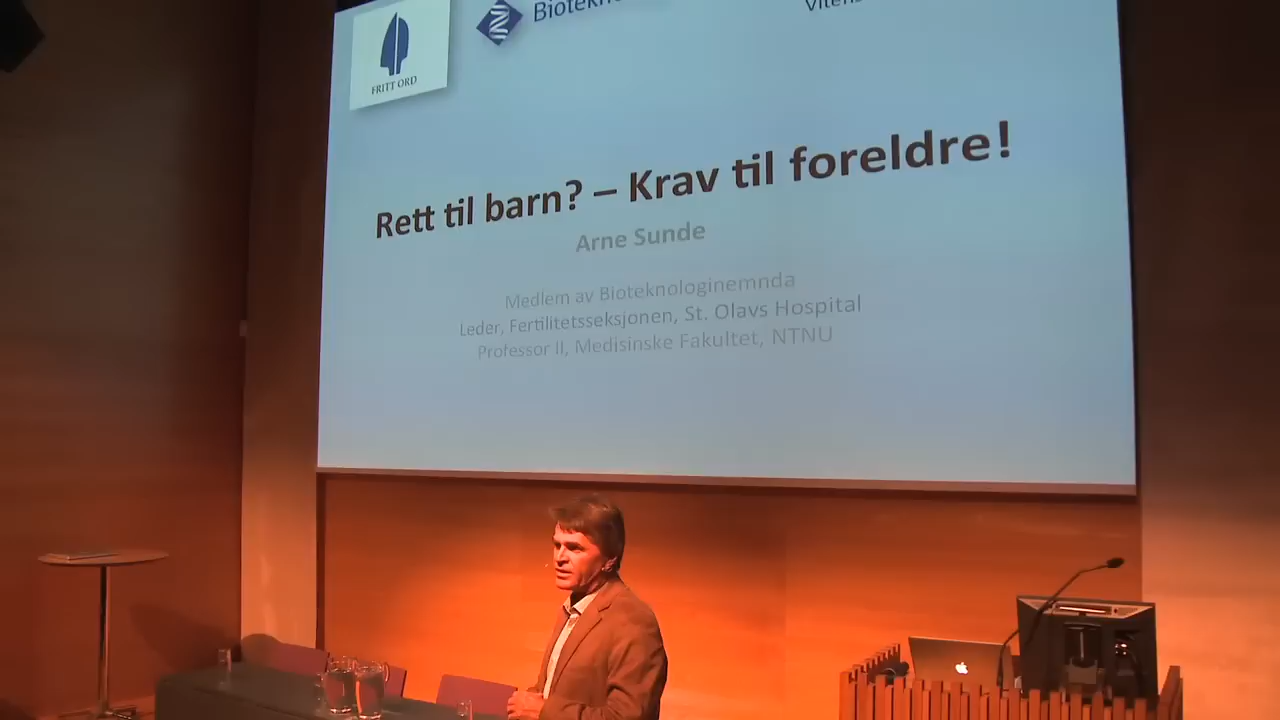 FRITT ORD
Rett til barn? – Krav til foreldre!
Arne Sunde
Medlem av Bioteknologinemnda
Leder, Fertilitetsseksjonen, St. Olavs Hospital
Professor II, Medisinske Fakultet, NTNU